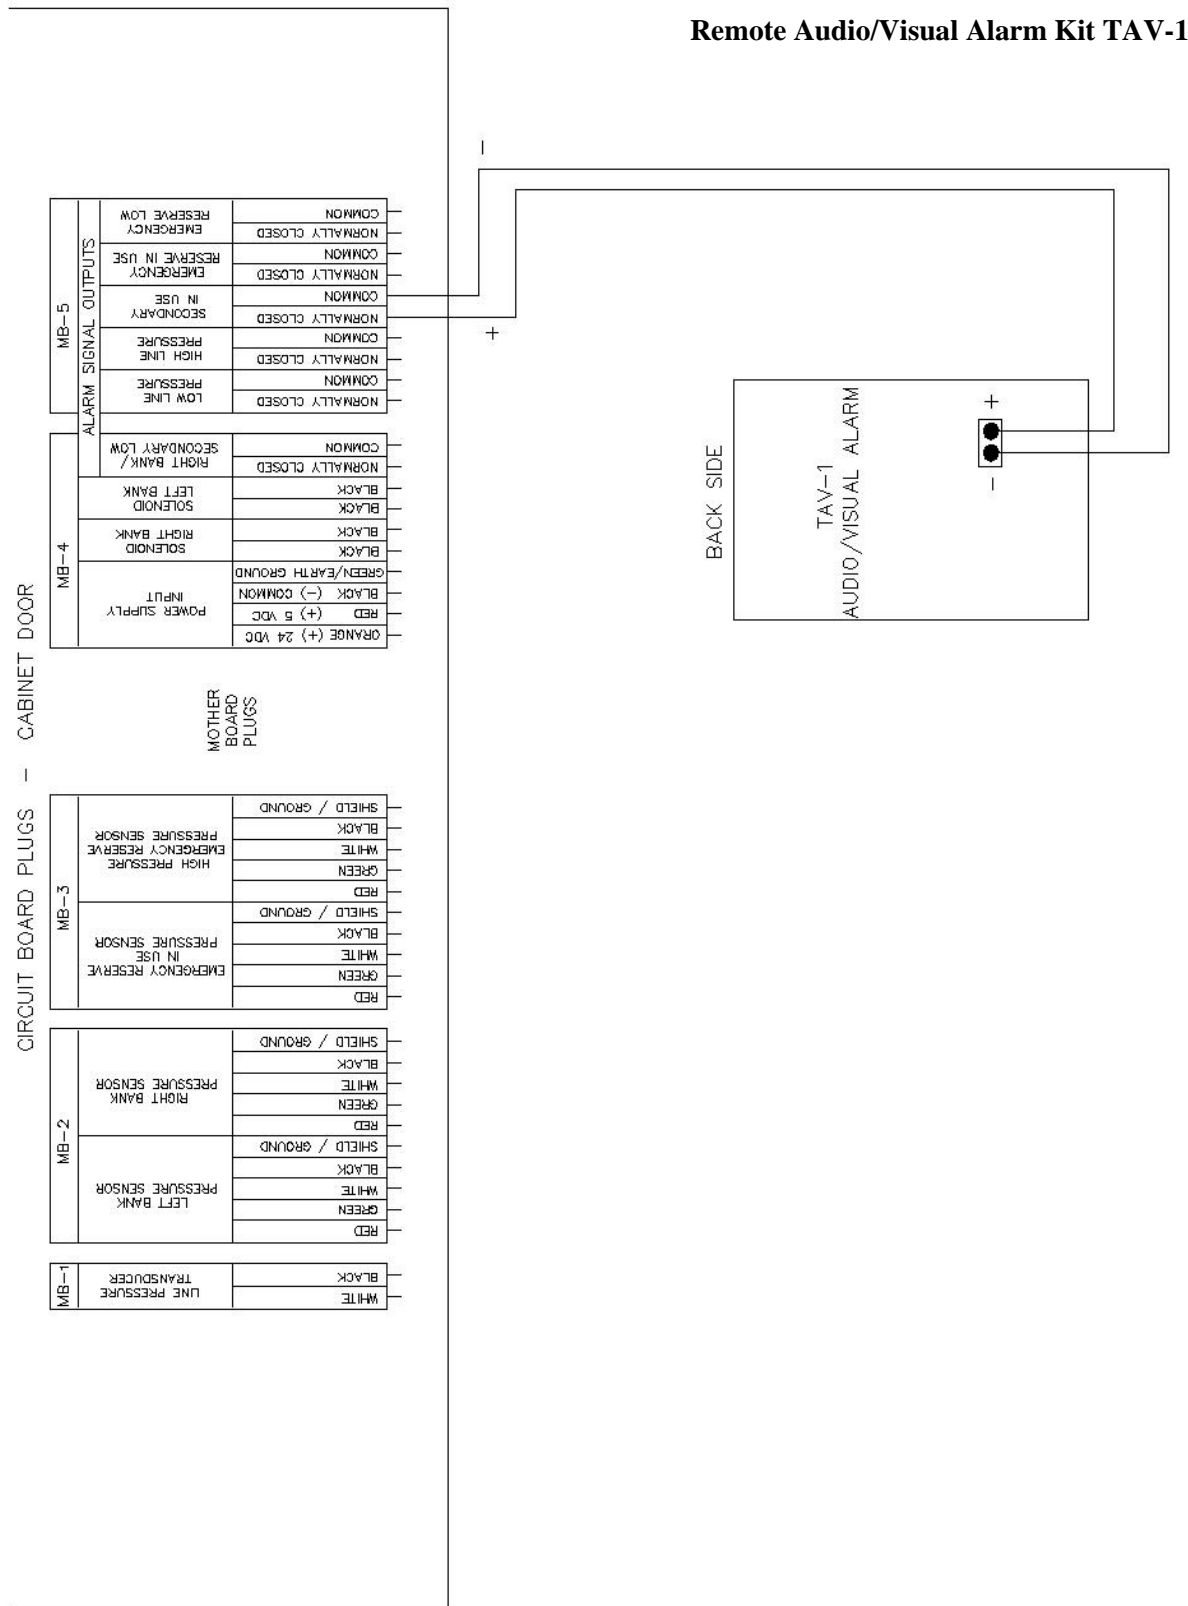 Remote Audio/Visual Alarm Kit TAV-1
CIRCUIT BOARD PLUGS - CABINET DOOR
MB-5
ALARM SIGNAL OUTPUTS
EMERGENCY
RESERVE LOW
COMMON
NORMALLY CLOSED
EMERGENCY
RESERVE IN USE
COMMON
NORMALLY CLOSED
SECONDARY
IN USE
COMMON
NORMALLY CLOSED
HIGH LINE
PRESSURE
COMMON
NORMALLY CLOSED
LOW LINE
PRESSURE
COMMON
NORMALLY CLOSED
MB-4
RIGHT BANK/
SECONDARY LOW
COMMON
NORMALLY CLOSED
SOLENOID
LEFT BANK
BLACK
BLACK
SOLENOID
RIGHT BANK
BLACK
BLACK
POWER SUPPLY
INPUT
GREEN/EARTH GROUND
BLACK (-) COMMON
RED (+) 5 VDC
ORANGE (+) 24 VDC
MOTHER
BOARD
PLUGS
MB-3
HIGH PRESSURE
EMERGENCY RESERVE
PRESSURE SENSOR
SHIELD / GROUND
BLACK
WHITE
GREEN
RED
EMERGENCY RESERVE
IN USE
PRESSURE SENSOR
SHIELD / GROUND
BLACK
WHITE
GREEN
RED
MB-2
RIGHT BANK
PRESSURE SENSOR
SHIELD / GROUND
BLACK
WHITE
GREEN
RED
LEFT BANK
PRESSURE SENSOR
SHIELD / GROUND
BLACK
WHITE
GREEN
RED
MB-1
LINE PRESSURE
TRANSDUCER
BLACK
WHITE
-
+
BACK SIDE
TAV-1
AUDIO/VISUAL ALARM
+
-